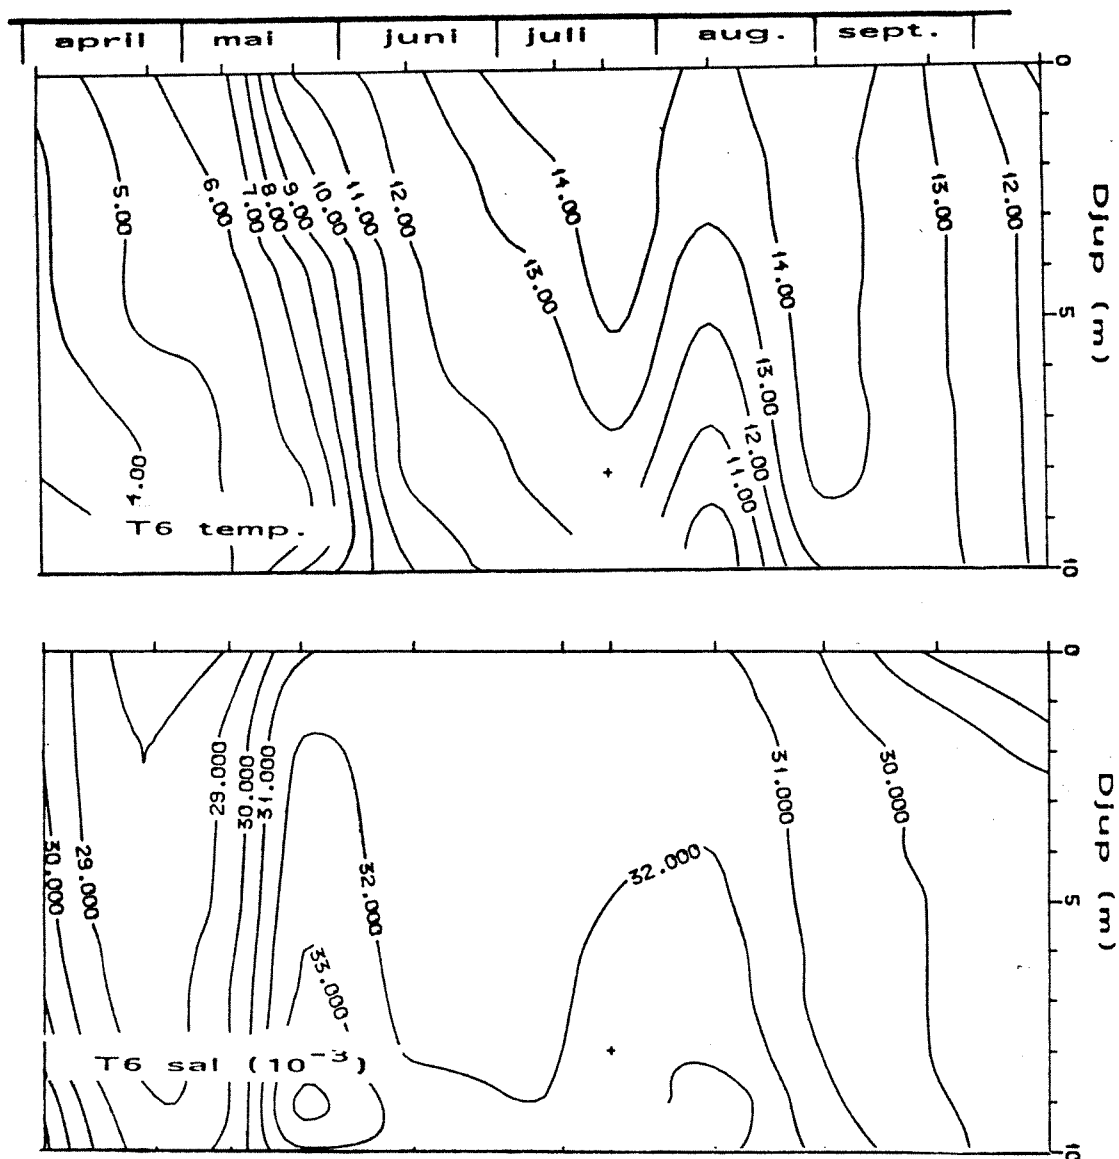 april mai juni juli aug. sept.
0
5.00 6.00 7.00 8.00 9.00 10.00 11.00 12.00 14.00 13.00 12.00
13.00 14.00
5
13.00
12.00
4.00 11.00
T6 temp.
10
Djup (m)
0
29.000 30.000 31.000 31.000 30.000
30.000 29.000 32.000 32.000
5
33.000
T6 sal (10⁻³)
10
Djup (m)